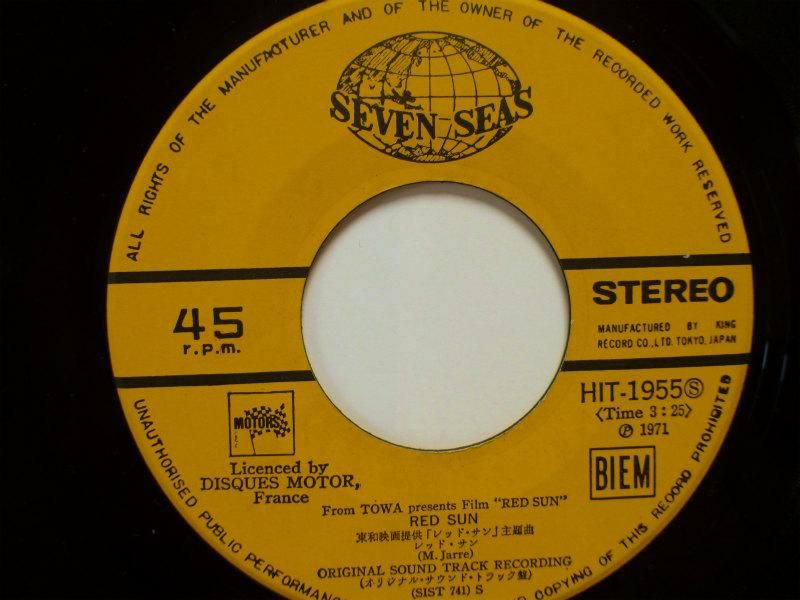 ALL RIGHTS OF THE MANUFACTURER AND OF THE OWNER OF THE RECORDED WORK RESERVED
SEVEN SEAS
45
r.p.m.
STEREO
MANUFACTURED BY KING
RECORD CO.,LTD. TOKYO, JAPAN
HIT-1955Ⓢ
〈Time 3:25〉
Ⓟ 1971
BIEM
MOTORS
Licenced by
DISQUES MOTOR,
France
From TOWA presents Film "RED SUN"
RED SUN
東和映画提供「レッド・サン」主題曲
レッド・サン
(M. Jarre)
ORIGINAL SOUND TRACK RECORDING
(オリジナル・サウンド・トラック盤)
(SIST 741) S
UNAUTHORISED PUBLIC PERFORMANCE COPYING OF THIS RECORD PROHIBITED